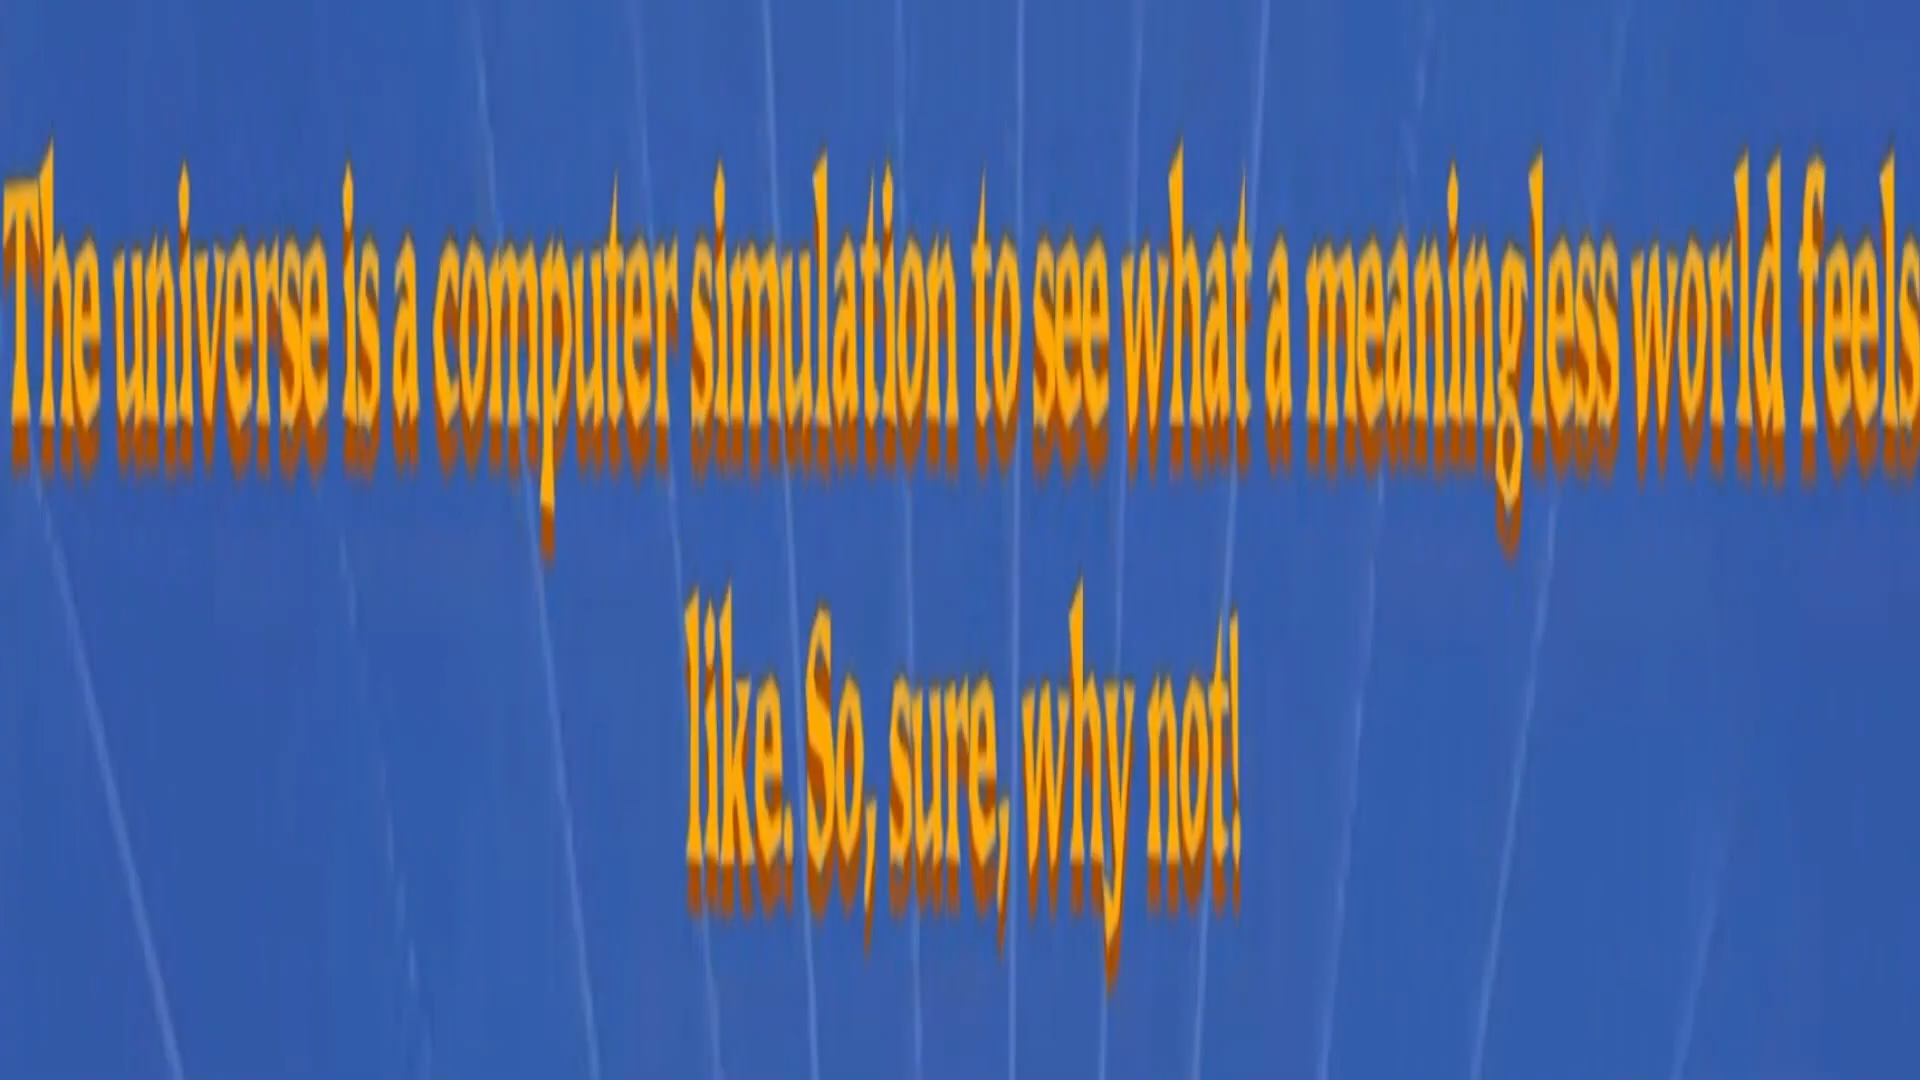 The universe is a computer simulation to see what a meaningless world feels
like. So, sure, why not!